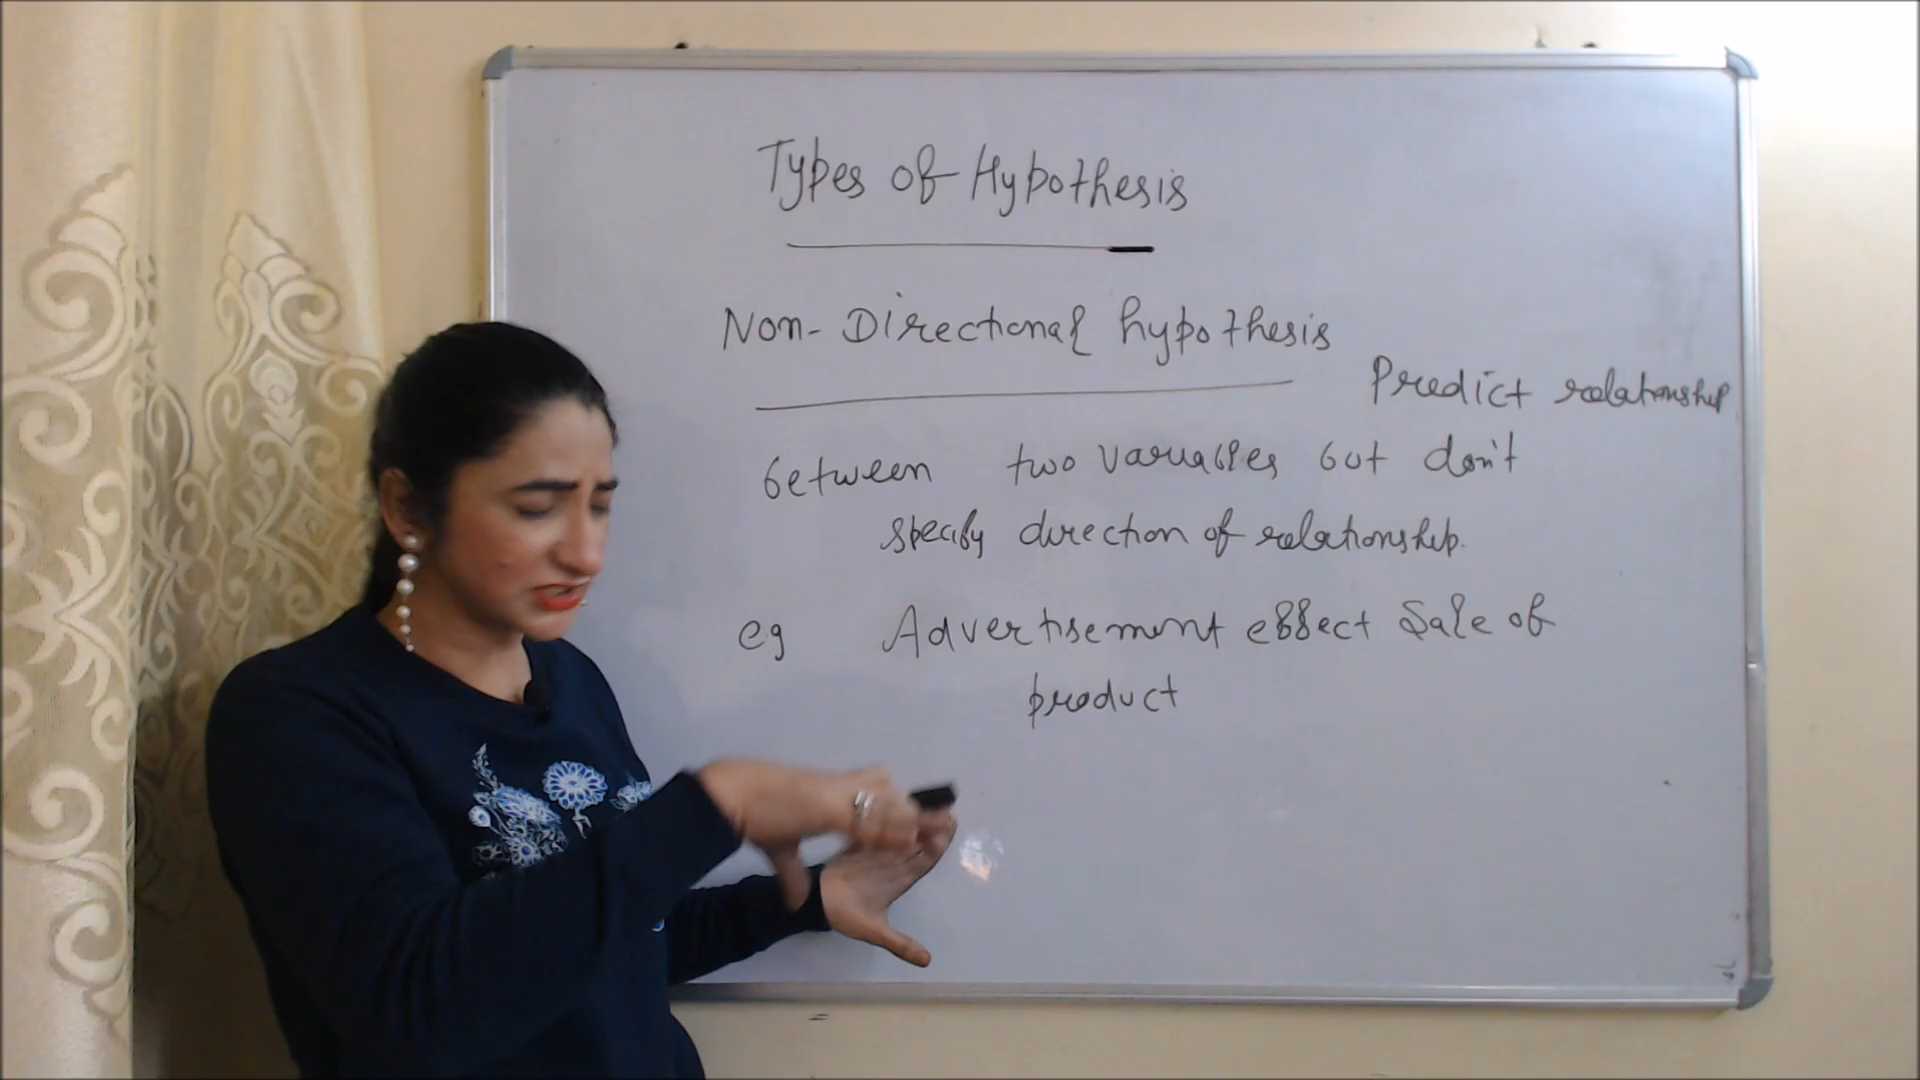 Types of Hypothesis
Non-Directional hypothesis
Predict relationship
between two variables but don't
specify direction of relationship.
eg Advertisement effect Sale of
product